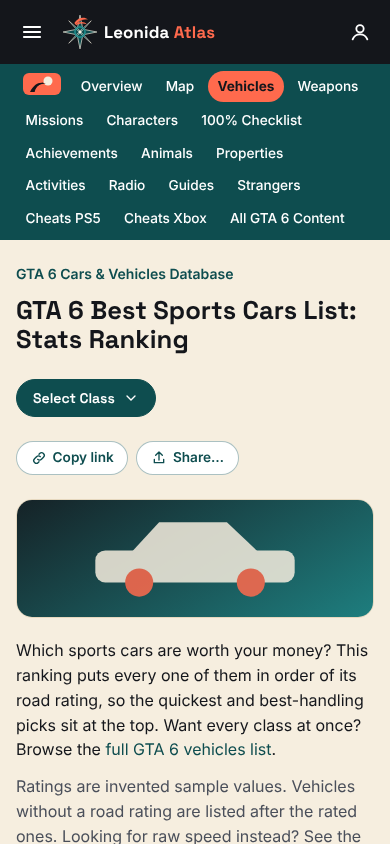 Leonida Atlas
Overview Map Vehicles Weapons
Missions Characters 100% Checklist
Achievements Animals Properties
Activities Radio Guides Strangers
Cheats PS5 Cheats Xbox All GTA 6 Content
GTA 6 Cars & Vehicles Database
GTA 6 Best Sports Cars List:
Stats Ranking
Select Class
Copy link Share...
Which sports cars are worth your money? This
ranking puts every one of them in order of its
road rating, so the quickest and best-handling
picks sit at the top. Want every class at once?
Browse the full GTA 6 vehicles list.
Ratings are invented sample values. Vehicles
without a road rating are listed after the rated
ones. Looking for raw speed instead? See the